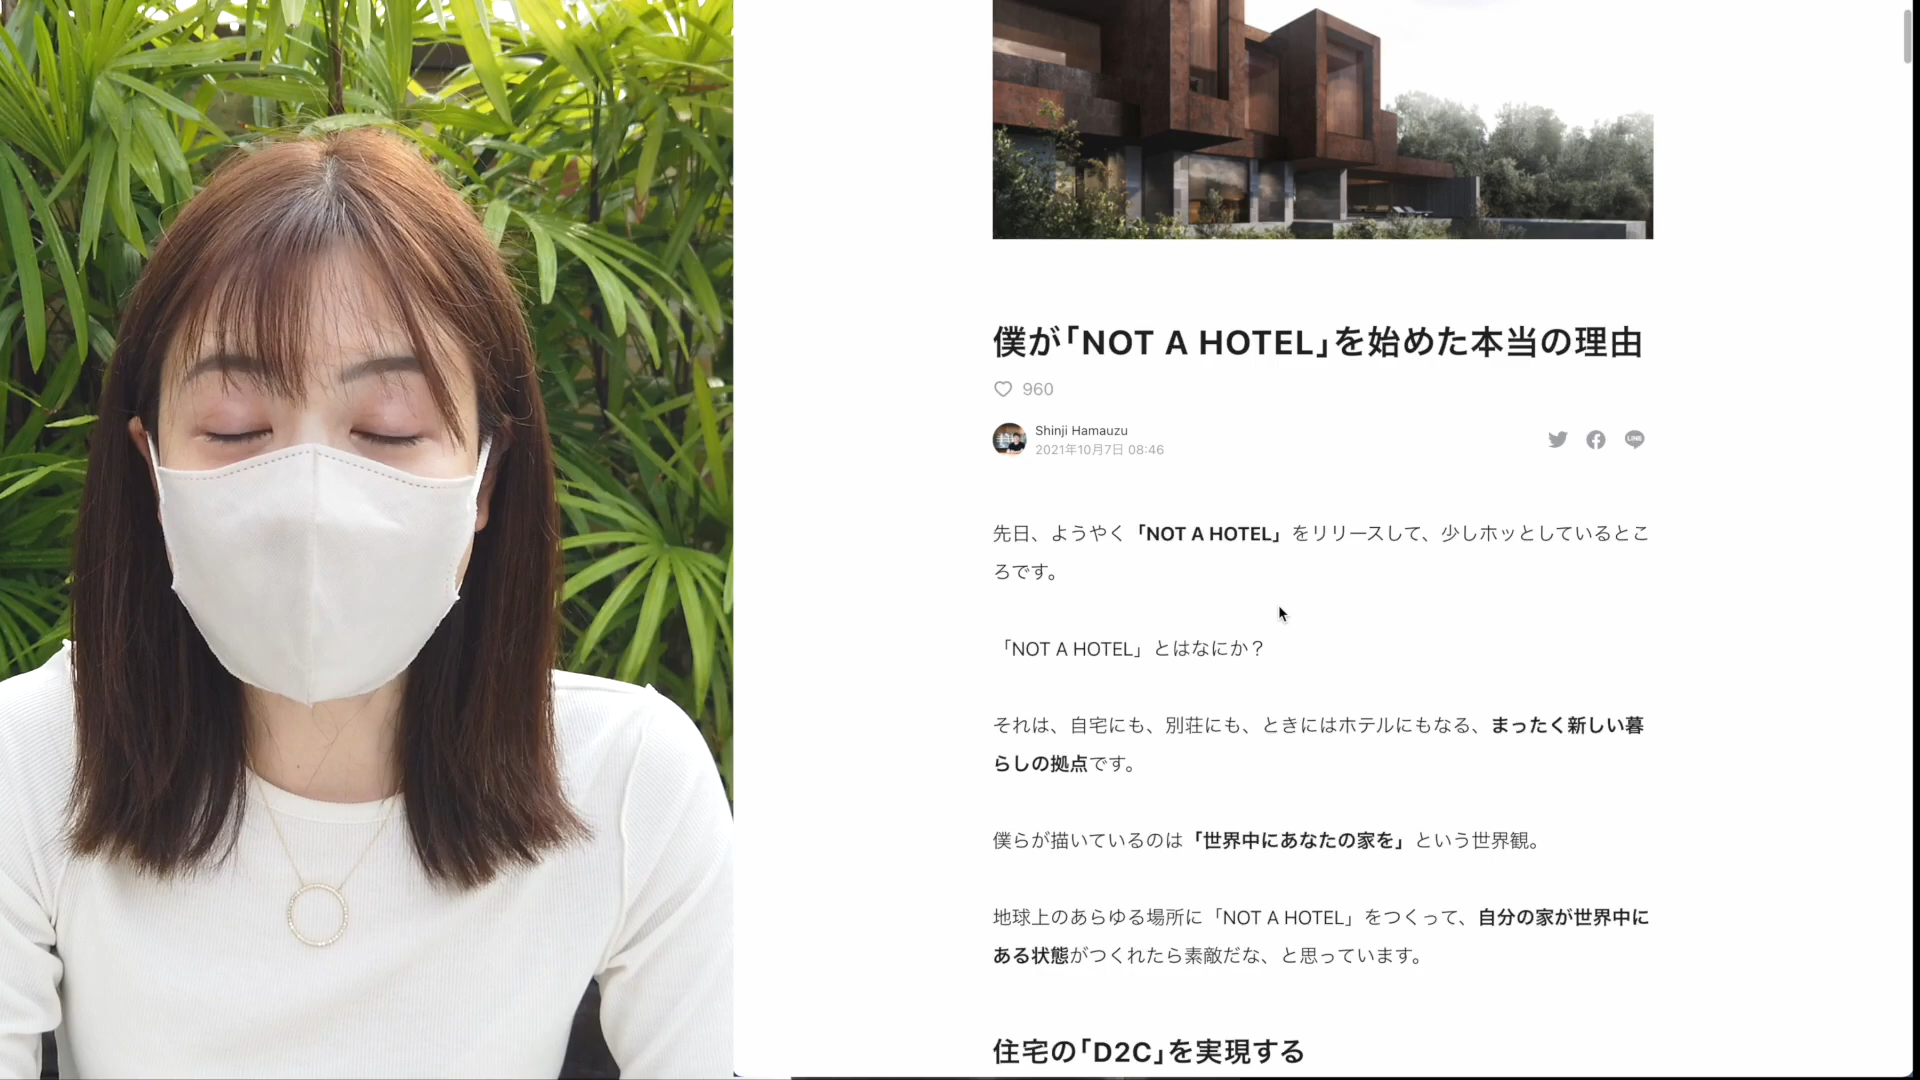 僕が「NOT A HOTEL」を始めた本当の理由
960
Shinji Hamauzu
2021年10月7日 08:46
LINE
先日、ようやく「NOT A HOTEL」をリリースして、少しホッとしているとこ
ろです。
「NOT A HOTEL」とはなにか？
それは、自宅にも、別荘にも、ときにはホテルにもなる、まったく新しい暮
らしの拠点です。
僕らが描いているのは「世界中にあなたの家を」という世界観。
地球上のあらゆる場所に「NOT A HOTEL」をつくって、自分の家が世界中に
ある状態がつくれたら素敵だな、と思っています。
住宅の「D2C」を実現する